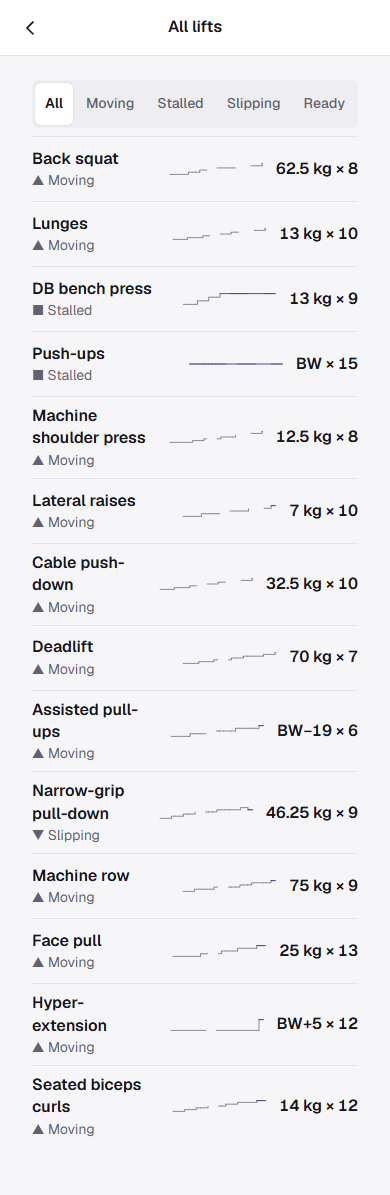 All lifts
All Moving Stalled Slipping Ready
Back squat
▲ Moving
62.5 kg × 8
Lunges
▲ Moving
13 kg × 10
DB bench press
■ Stalled
13 kg × 9
Push-ups
■ Stalled
BW × 15
Machine
shoulder press
▲ Moving
12.5 kg × 8
Lateral raises
▲ Moving
7 kg × 10
Cable push-
down
▲ Moving
32.5 kg × 10
Deadlift
▲ Moving
70 kg × 7
Assisted pull-
ups
▲ Moving
BW−19 × 6
Narrow-grip
pull-down
▼ Slipping
46.25 kg × 9
Machine row
▲ Moving
75 kg × 9
Face pull
▲ Moving
25 kg × 13
Hyper-
extension
▲ Moving
BW+5 × 12
Seated biceps
curls
▲ Moving
14 kg × 12